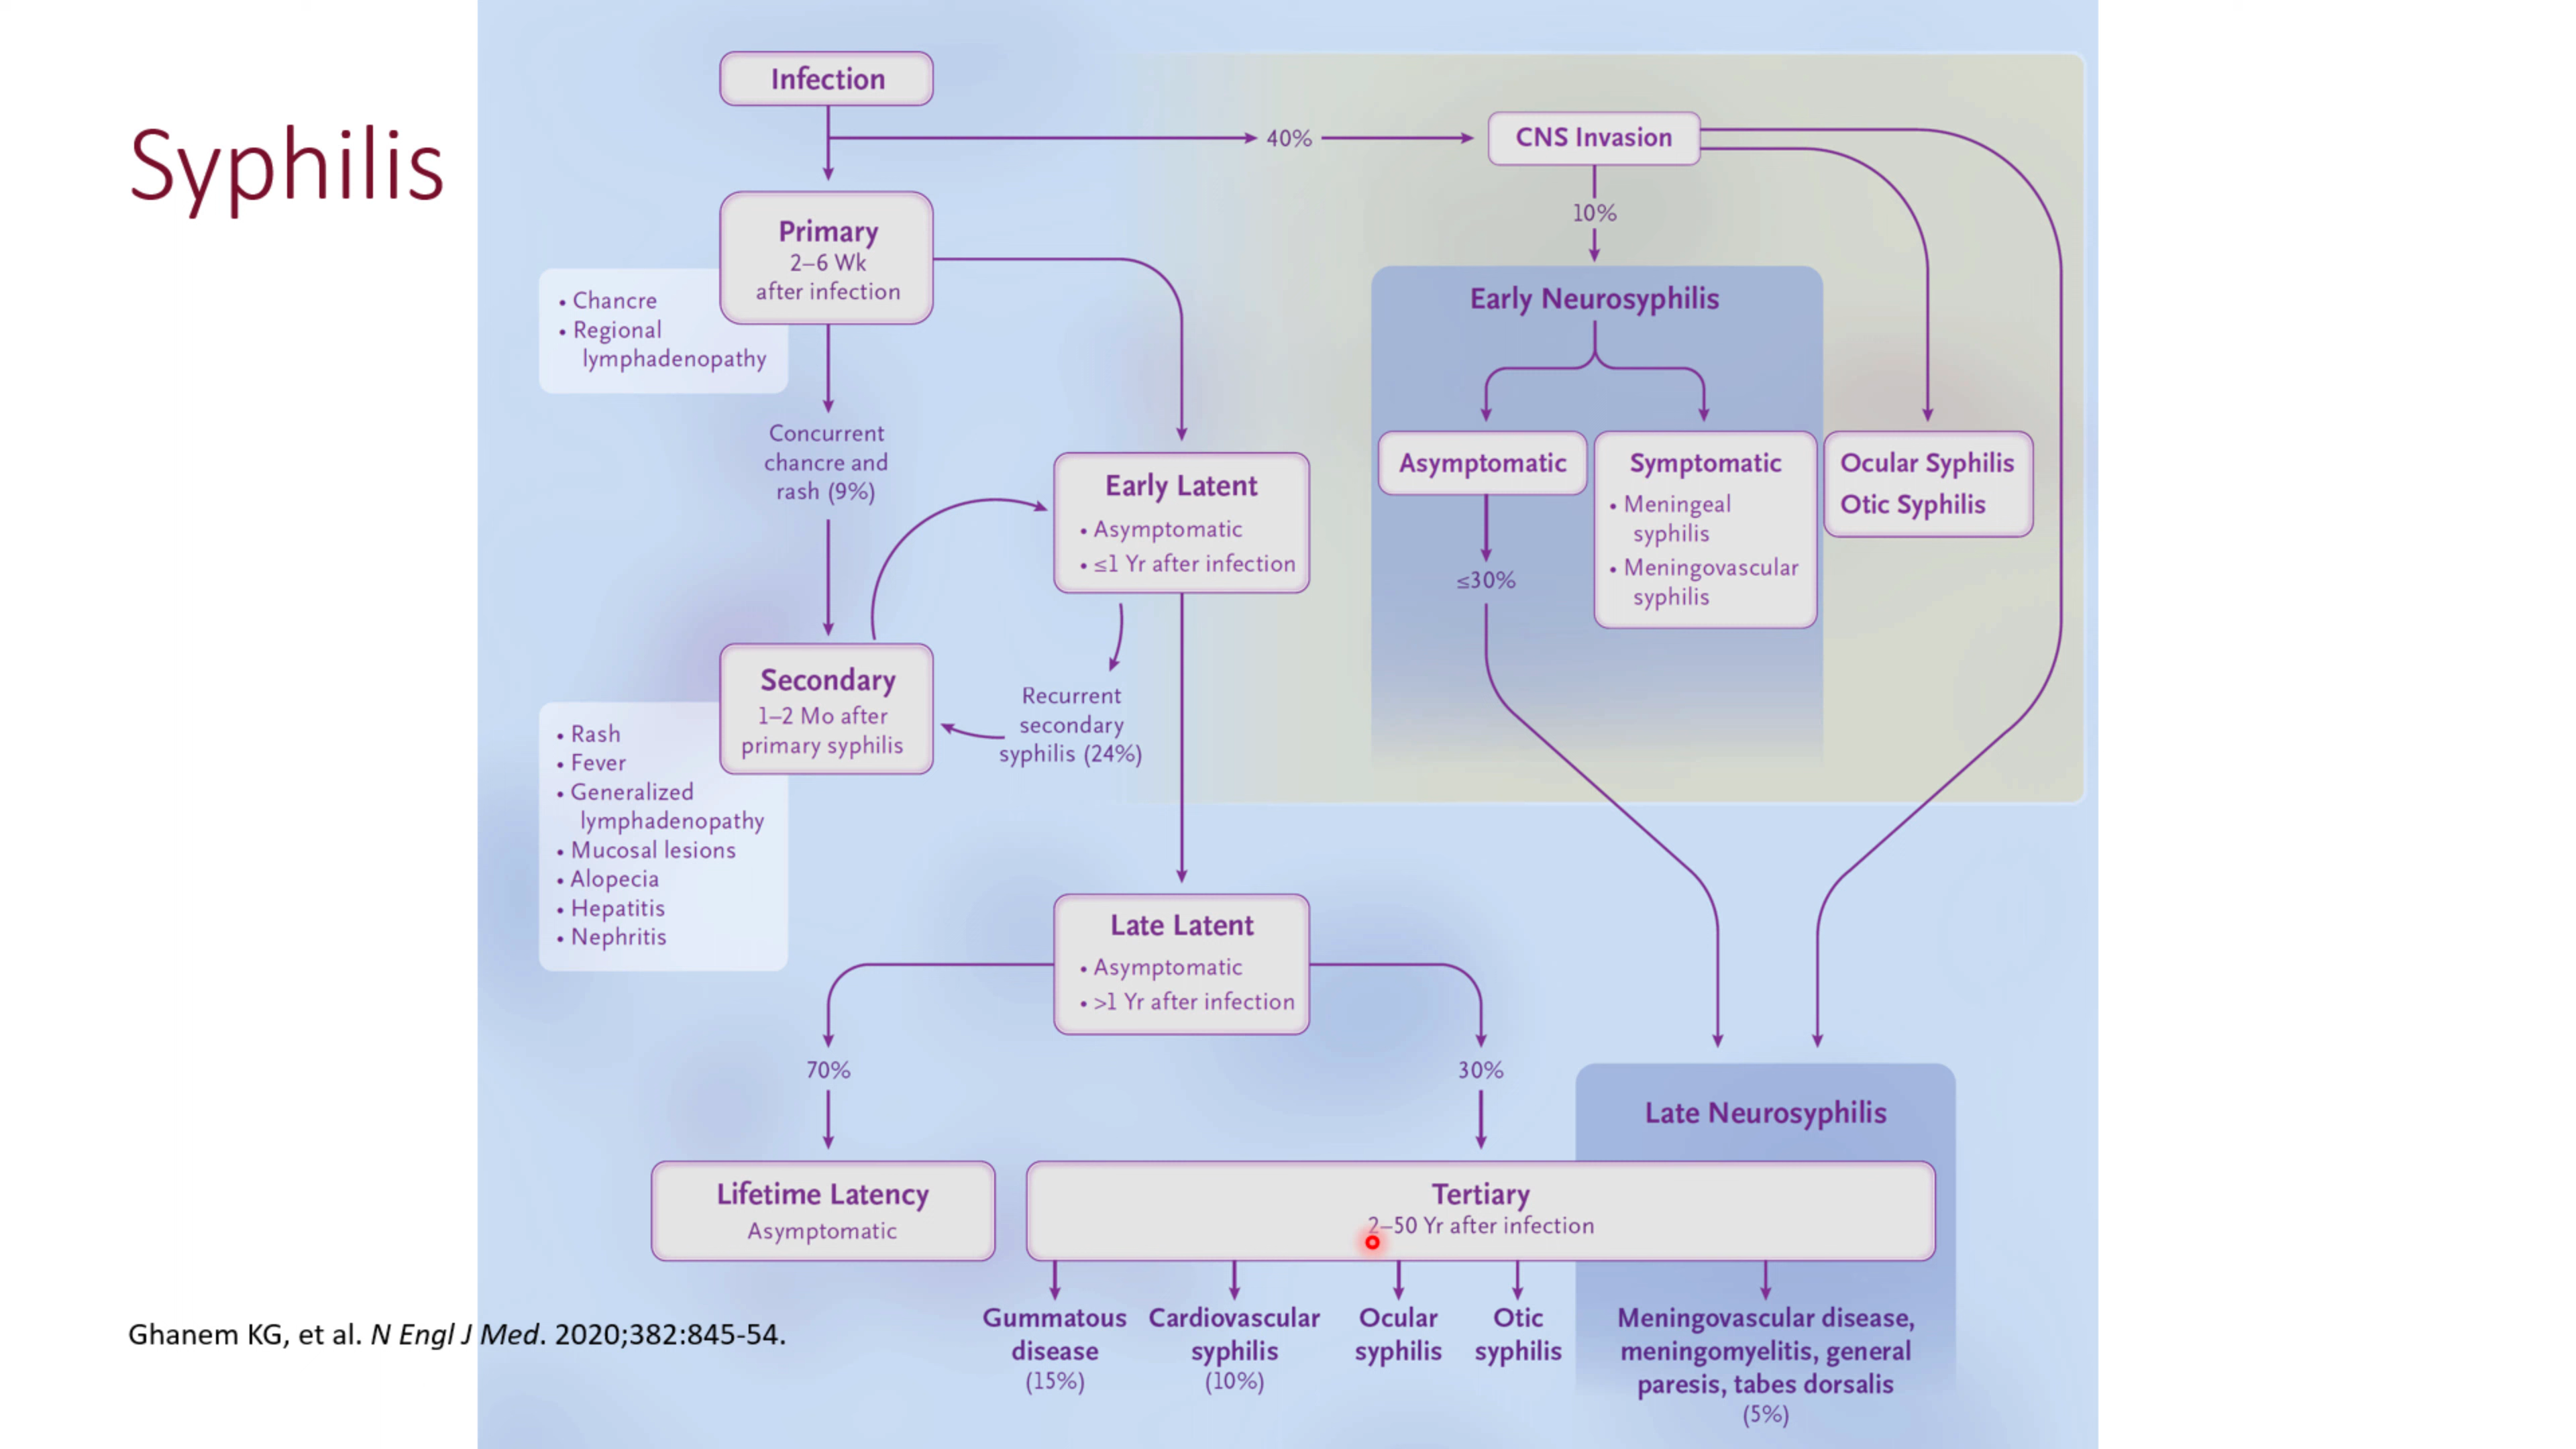 Syphilis
Infection
40%
CNS Invasion
10%
Primary
2–6 Wk
after infection
• Chancre
• Regional
lymphadenopathy
Early Neurosyphilis
Concurrent
chancre and
rash (9%)
Early Latent
• Asymptomatic
• ≤1 Yr after infection
Asymptomatic
≤30%
Symptomatic
• Meningeal
syphilis
• Meningovascular
syphilis
Ocular Syphilis
Otic Syphilis
Secondary
1–2 Mo after
primary syphilis
Recurrent
secondary
syphilis (24%)
• Rash
• Fever
• Generalized
lymphadenopathy
• Mucosal lesions
• Alopecia
• Hepatitis
• Nephritis
Late Latent
• Asymptomatic
• >1 Yr after infection
70%
30%
Late Neurosyphilis
Lifetime Latency
Asymptomatic
Tertiary
2–50 Yr after infection
Gummatous
disease
(15%)
Cardiovascular
syphilis
(10%)
Ocular
syphilis
Otic
syphilis
Meningovascular disease,
meningomyelitis, general
paresis, tabes dorsalis
(5%)
Ghanem KG, et al. N Engl J Med. 2020;382:845-54.